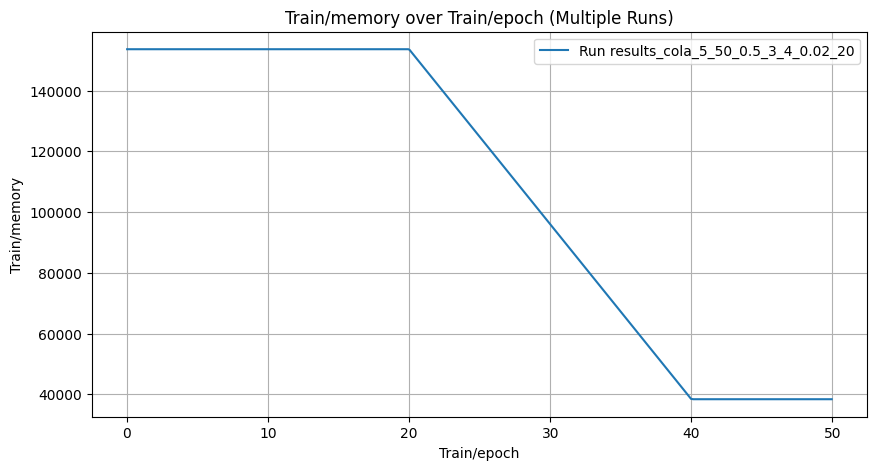 Train/memory over Train/epoch (Multiple Runs)
Run results_cola_5_50_0.5_3_4_0.02_20
Train/memory
140000
120000
100000
80000
60000
40000
0 10 20 30 40 50
Train/epoch